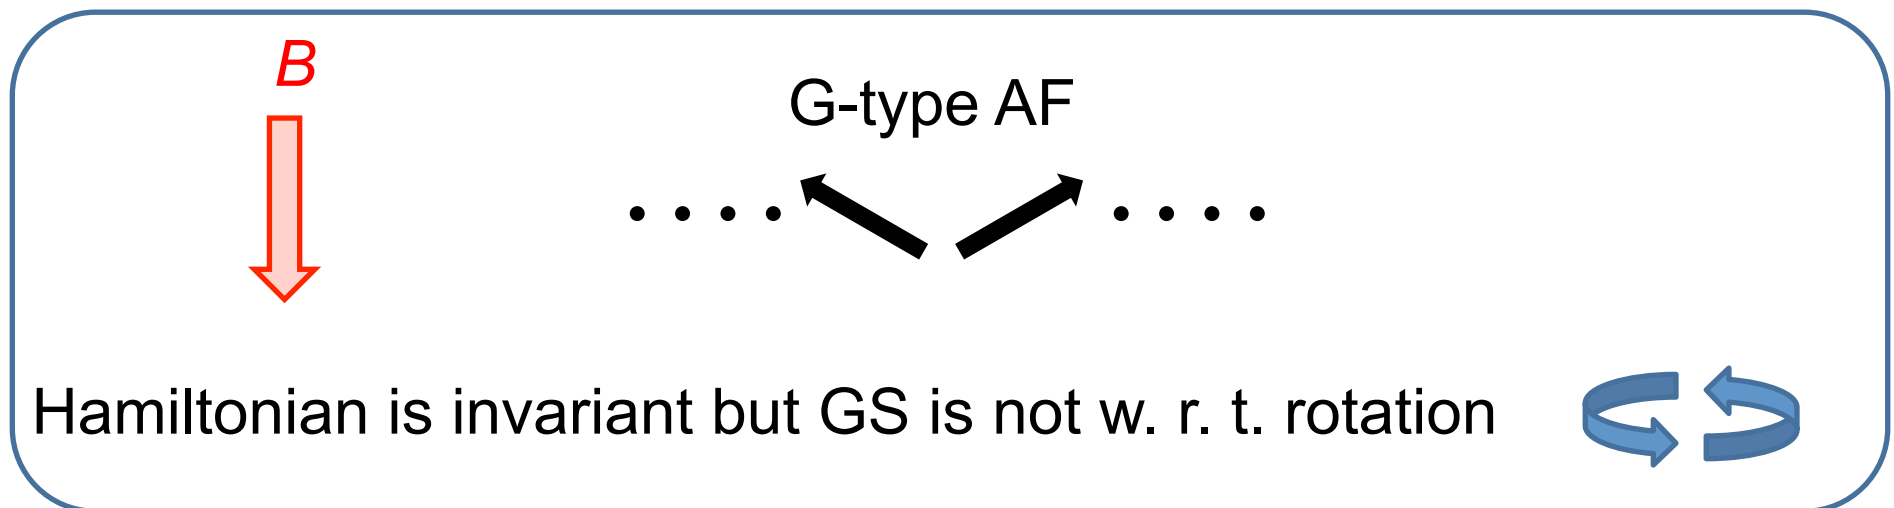 B
G-type AF
Hamiltonian is invariant but GS is not w. r. t. rotation